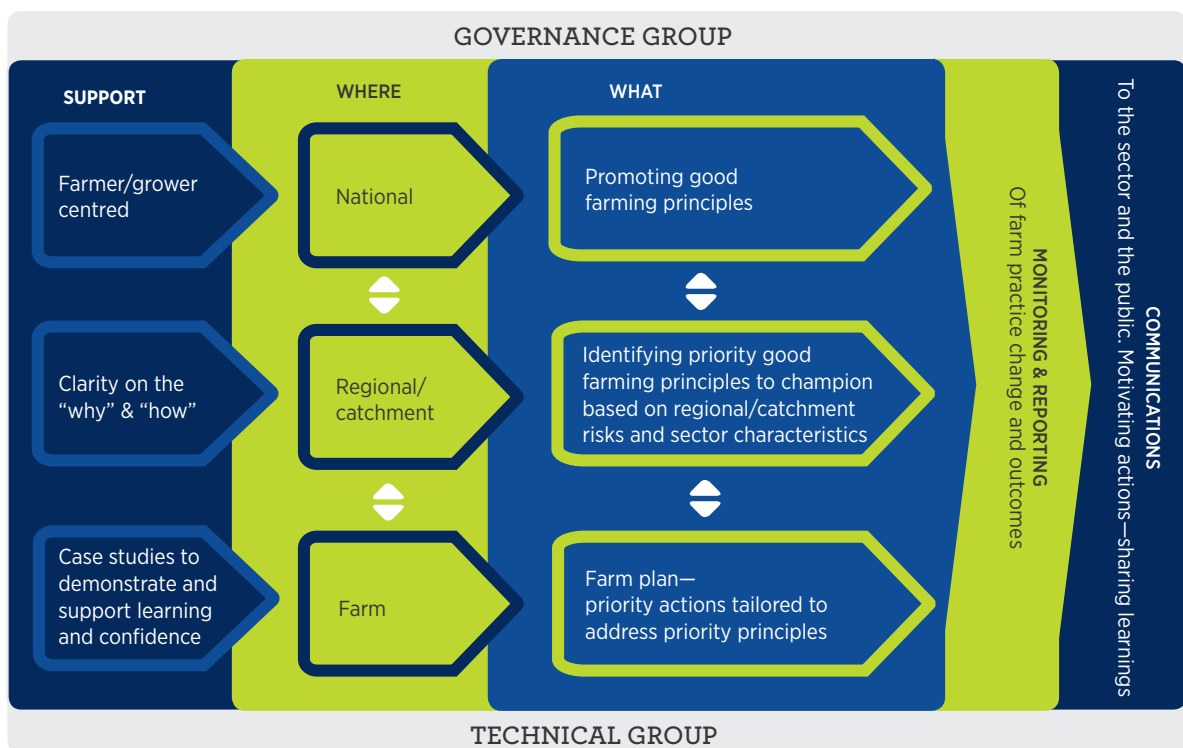 GOVERNANCE GROUP
SUPPORT
WHERE
WHAT
Farmer/grower
centred
National
Promoting good
farming principles
Clarity on the
“why” & “how”
Regional/
catchment
Identifying priority good
farming principles to champion
based on regional/catchment
risks and sector characteristics
Case studies to
demonstrate and
support learning
and confidence
Farm
Farm plan—
priority actions tailored to
address priority principles
MONITORING & REPORTING
Of farm practice change and outcomes
COMMUNICATIONS
To the sector and the public. Motivating actions—sharing learnings
TECHNICAL GROUP